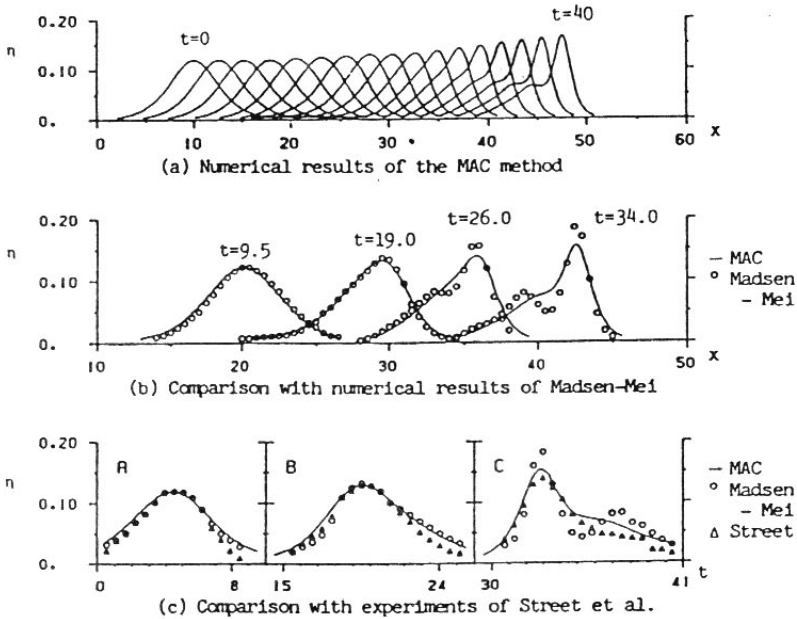 t=0
t=40
η
0.20
0.10
0.
0 10 20 30 40 50 60 x
(a) Numerical results of the MAC method
t=9.5
t=19.0
t=26.0
t=34.0
η
0.20
0.10
0.
— MAC
○ Madsen
- Mei
10 20 30 40 50 x
(b) Comparison with numerical results of Madsen-Mei
A
B
C
η
0.20
0.10
0.
— MAC
○ Madsen
- Mei
△ Street
0 8 15 24 30 41 t
(c) Comparison with experiments of Street et al.